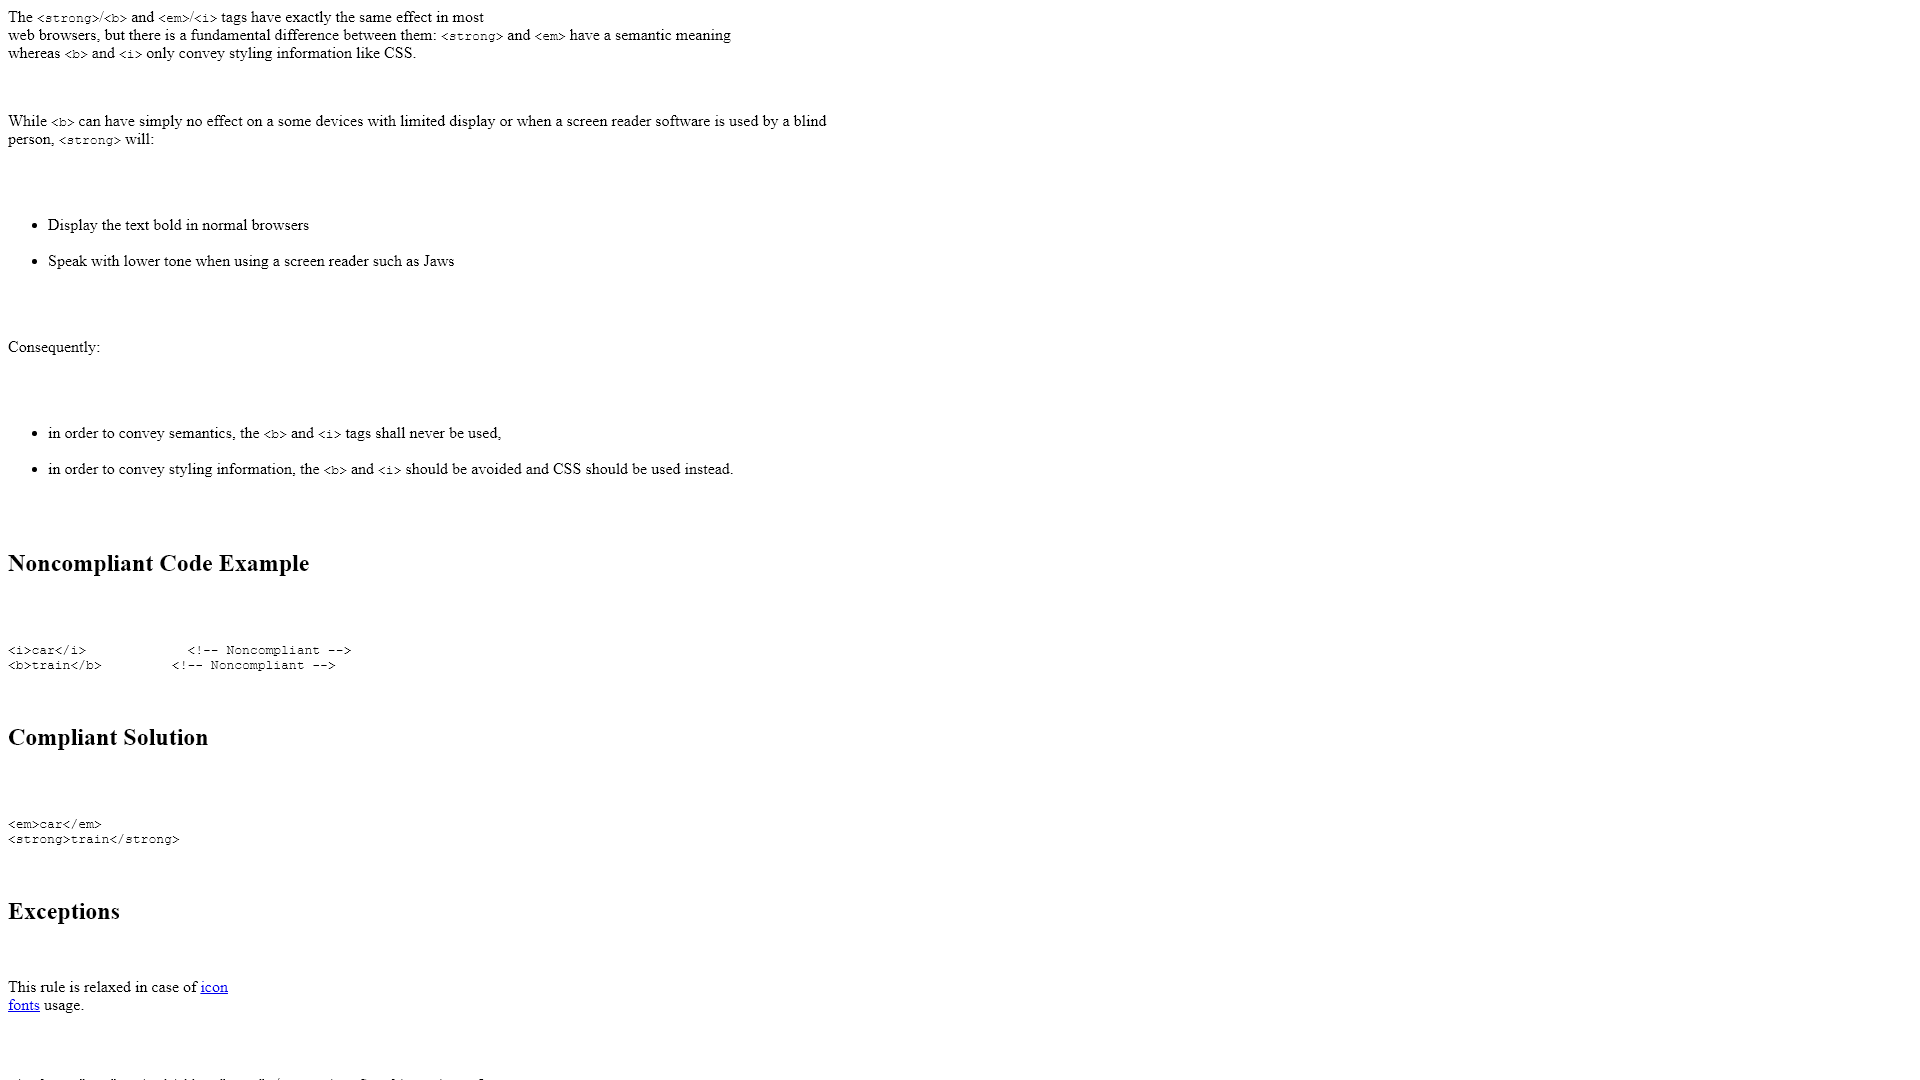 The <strong>/<b> and <em>/<i> tags have exactly the same effect in most
web browsers, but there is a fundamental difference between them: <strong> and <em> have a semantic meaning
whereas <b> and <i> only convey styling information like CSS.
While <b> can have simply no effect on a some devices with limited display or when a screen reader software is used by a blind
person, <strong> will:
• Display the text bold in normal browsers
• Speak with lower tone when using a screen reader such as Jaws
Consequently:
• in order to convey semantics, the <b> and <i> tags shall never be used,
• in order to convey styling information, the <b> and <i> should be avoided and CSS should be used instead.
Noncompliant Code Example
<i>car</i>             <!-- Noncompliant -->
<b>train</b>         <!-- Noncompliant -->
Compliant Solution
<em>car</em>
<strong>train</strong>
Exceptions
This rule is relaxed in case of icon
fonts usage.